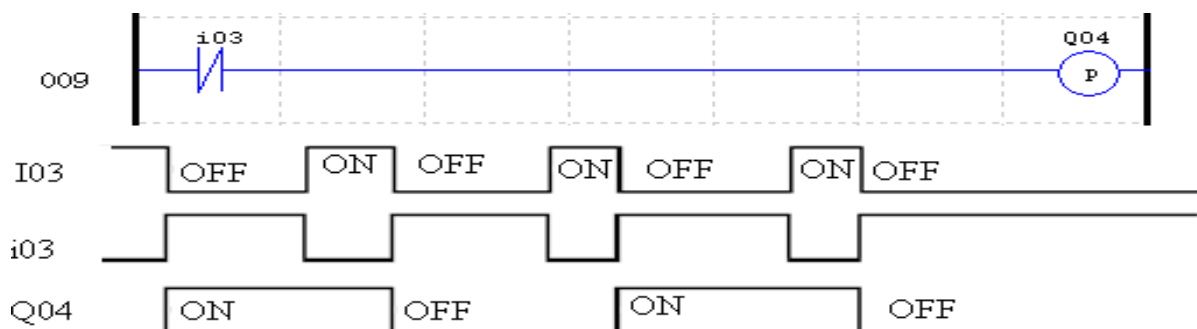 i03 Q04
009 P
I03 OFF ON OFF ON OFF ON OFF
i03
Q04 ON OFF ON OFF